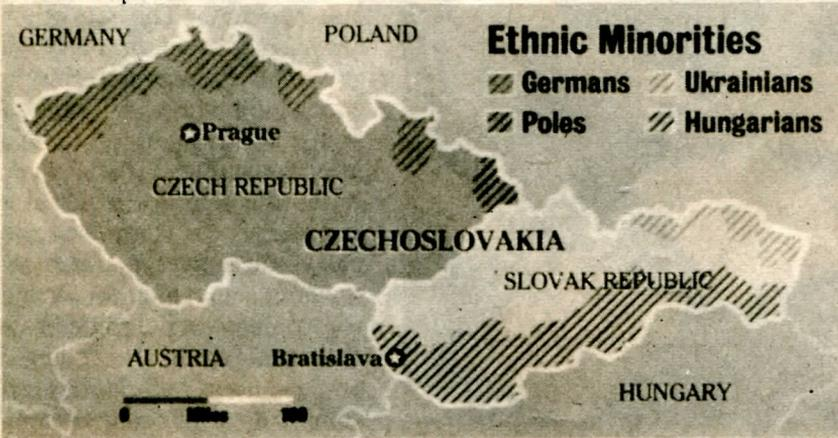 GERMANY
POLAND
Ethnic Minorities
Germans
Ukrainians
Poles
Hungarians
Prague
CZECH REPUBLIC
CZECHOSLOVAKIA
SLOVAK REPUBLIC
AUSTRIA
Bratislava
HUNGARY
0 Miles 100